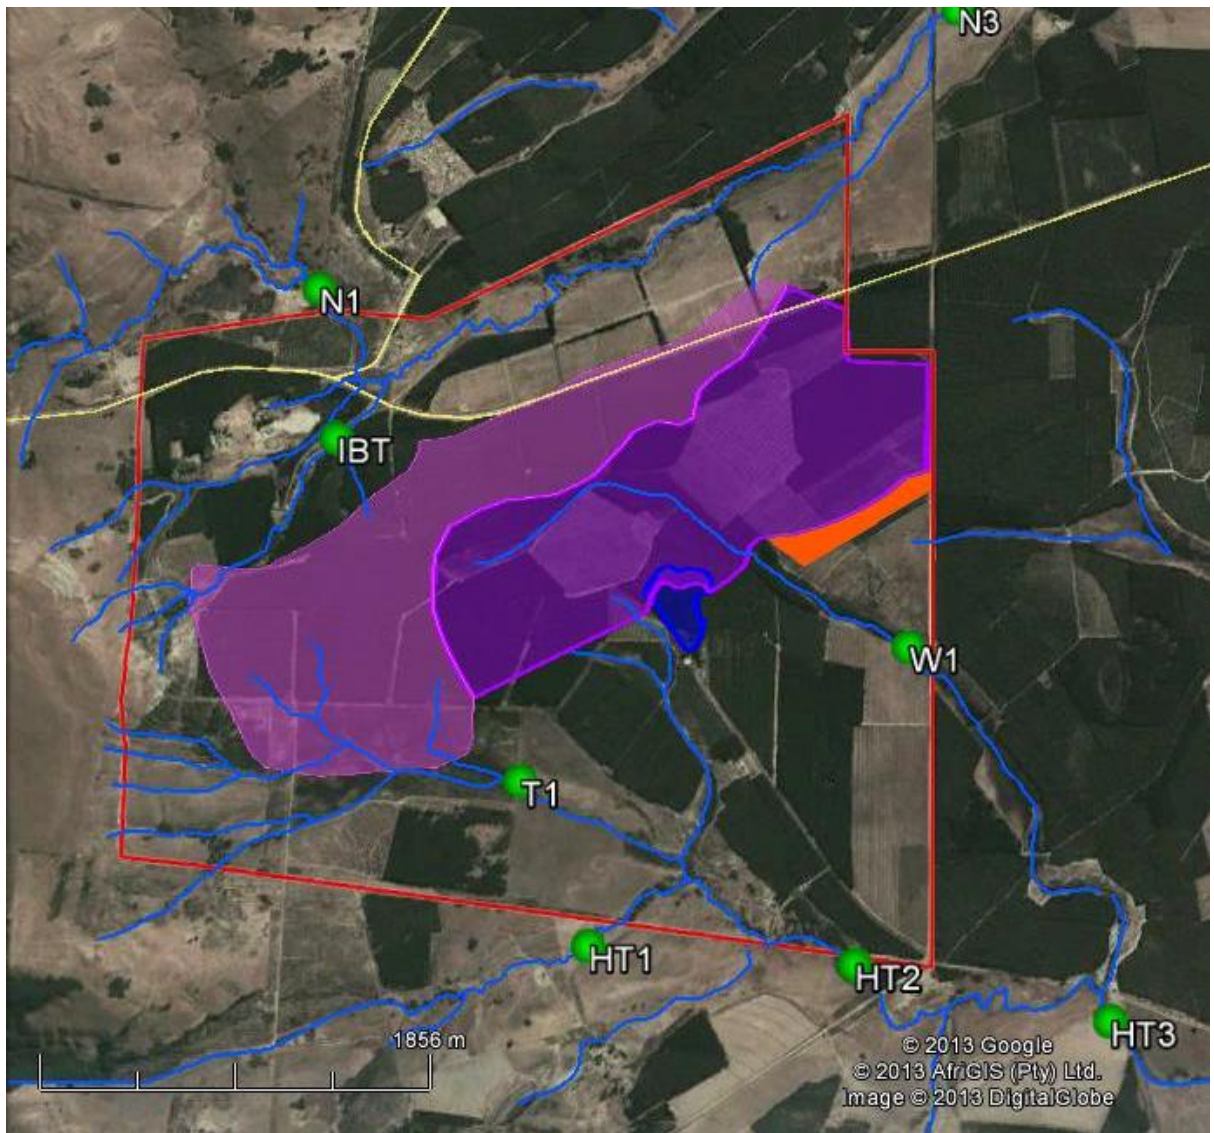 N3
N1
IBT
W1
T1
HT1
HT2
HT3
1856 m
© 2013 Google
© 2013 AfriGIS (Pty) Ltd.
Image © 2013 DigitalGlobe